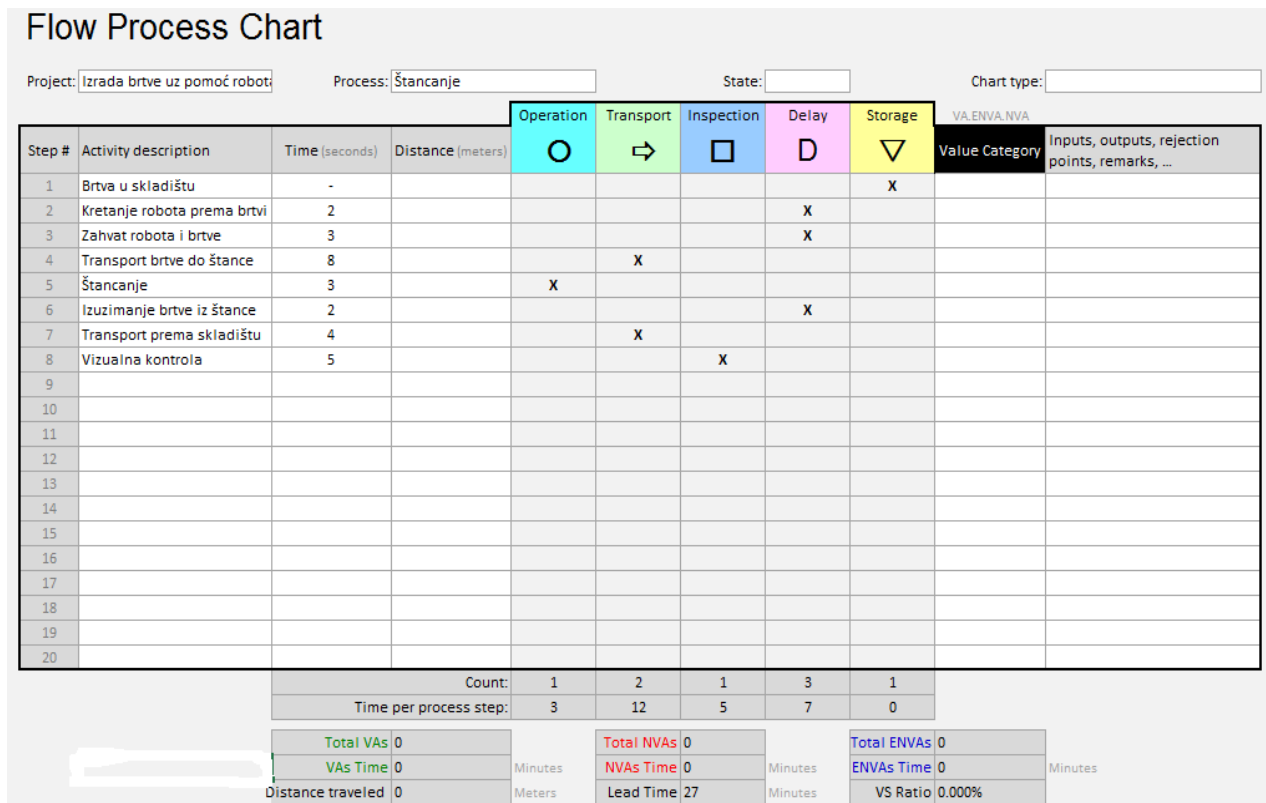 Flow Process Chart
Project: Izrada brtve uz pomoć robota Process: Štancanje State: Chart type:
Operation Transport Inspection Delay Storage VA.ENVA.NVA
Step # Activity description Time (seconds) Distance (meters) D Value Category Inputs, outputs, rejection
points, remarks, ...
1 Brtva u skladištu - X
2 Kretanje robota prema brtvi 2 X
3 Zahvat robota i brtve 3 X
4 Transport brtve do štance 8 X
5 Štancanje 3 X
6 Izuzimanje brtve iz štance 2 X
7 Transport prema skladištu 4 X
8 Vizualna kontrola 5 X
9
10
11
12
13
14
15
16
17
18
19
20
Count: 1 2 1 3 1
Time per process step: 3 12 5 7 0
Total VAs 0 Total NVAs 0 Total ENVAs 0
VAs Time 0 Minutes NVAs Time 0 Minutes ENVAs Time 0 Minutes
Distance traveled 0 Meters Lead Time 27 Minutes VS Ratio 0.000%